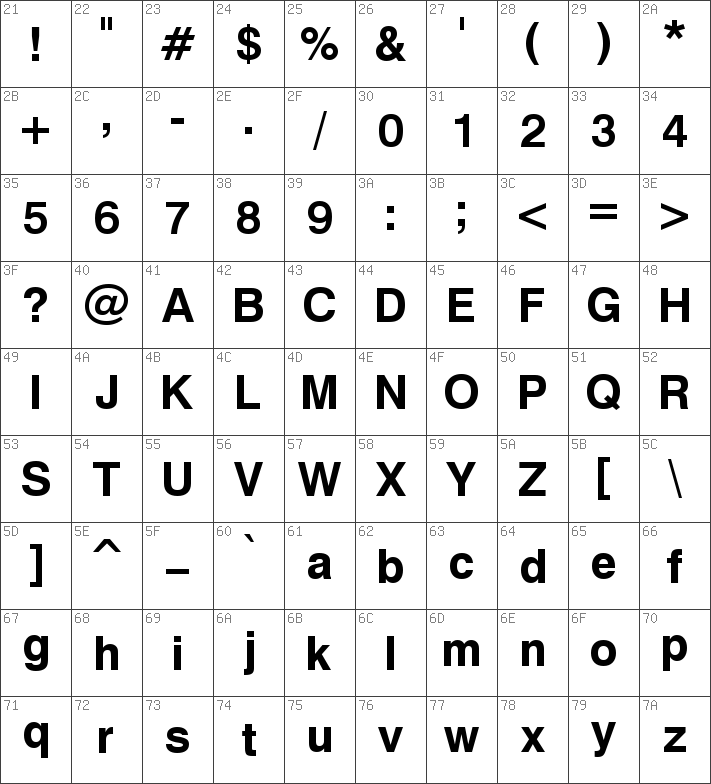 21 22 23 24 25 26 27 28 29 2A
! " # $ % & ' ( ) *
2B 2C 2D 2E 2F 30 31 32 33 34
+ , - . / 0 1 2 3 4
35 36 37 38 39 3A 3B 3C 3D 3E
5 6 7 8 9 : ; < = >
3F 40 41 42 43 44 45 46 47 48
? @ A B C D E F G H
49 4A 4B 4C 4D 4E 4F 50 51 52
I J K L M N O P Q R
53 54 55 56 57 58 59 5A 5B 5C
S T U V W X Y Z [ \
5D 5E 5F 60 61 62 63 64 65 66
] ^ _ ` a b c d e f
67 68 69 6A 6B 6C 6D 6E 6F 70
g h i j k l m n o p
71 72 73 74 75 76 77 78 79 7A
q r s t u v w x y z